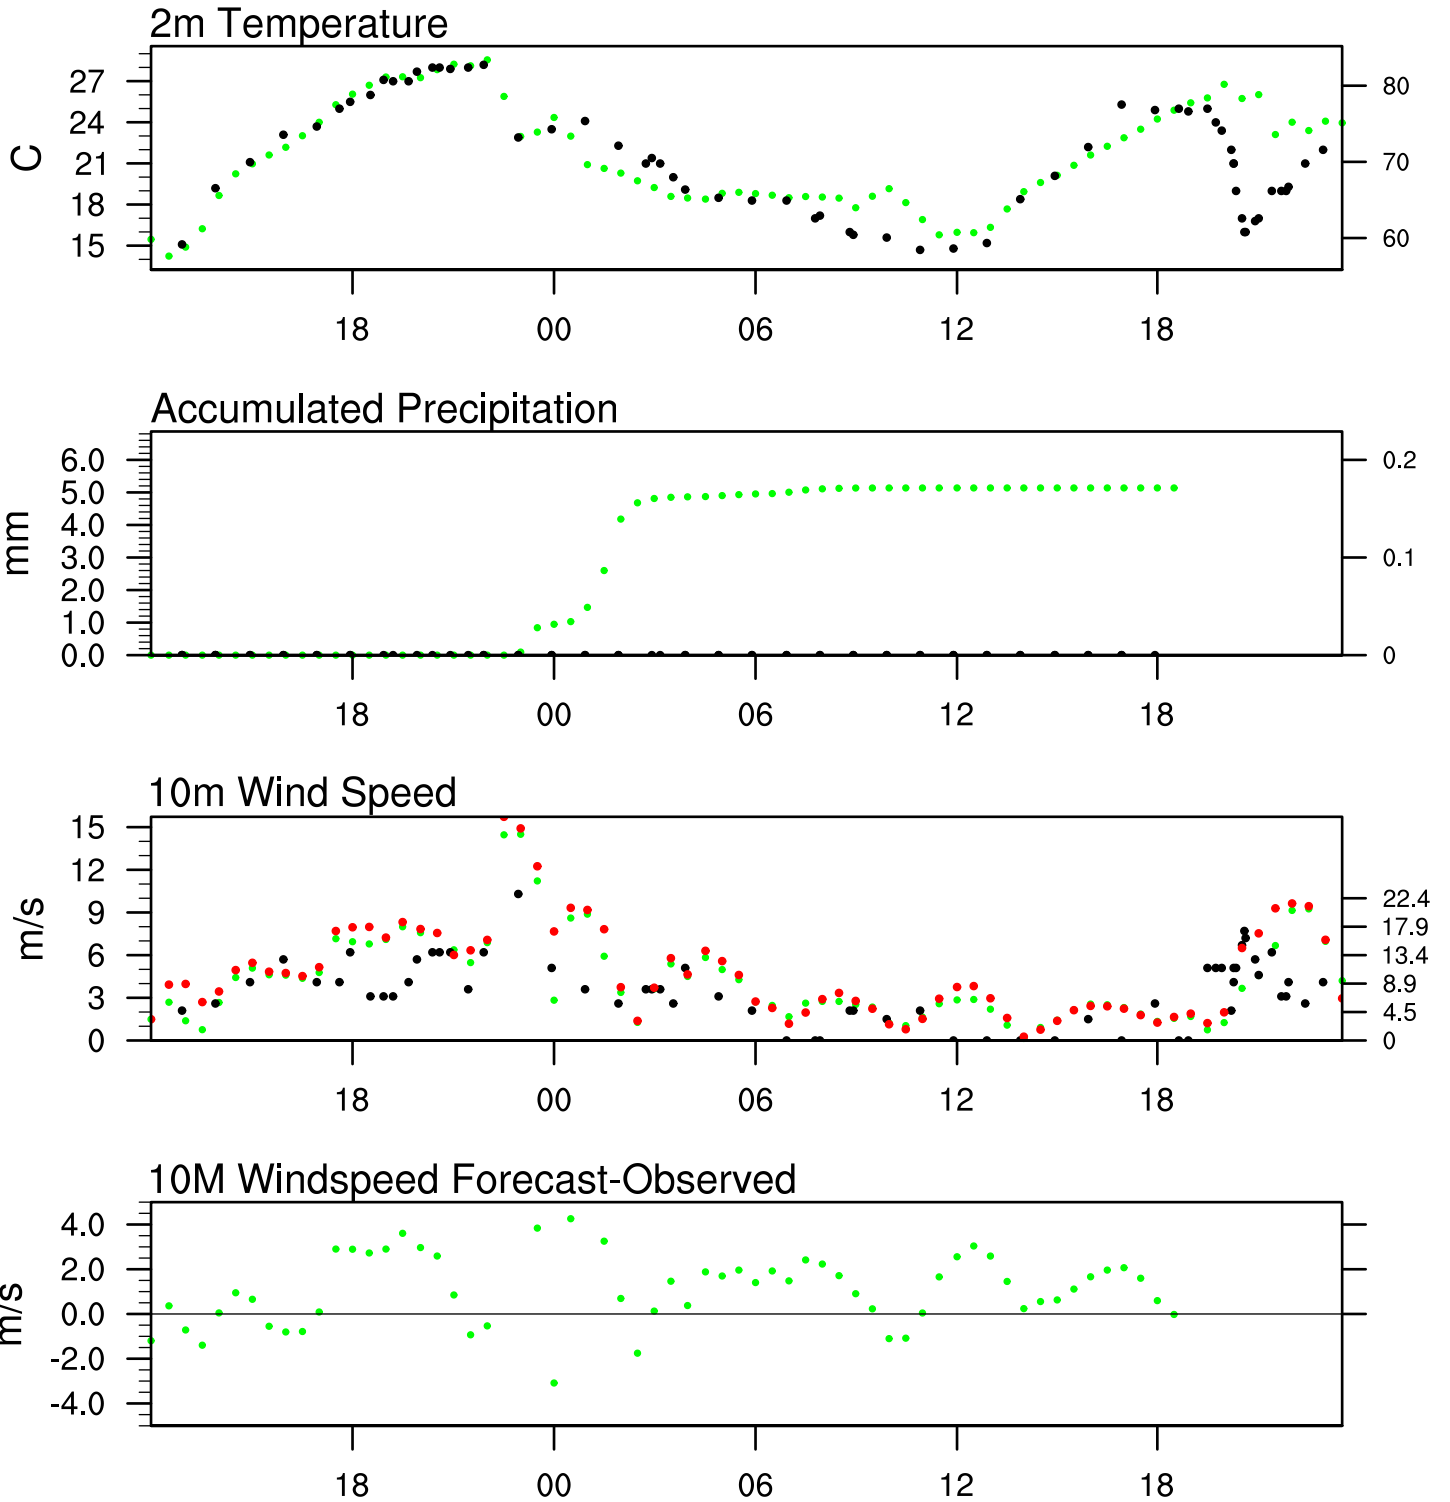 2m Temperature
27
24
21
18
15
C
80
70
60
18 00 06 12 18
Accumulated Precipitation
6.0
5.0
4.0
3.0
2.0
1.0
0.0
mm
0.2
0.1
0
18 00 06 12 18
10m Wind Speed
15
12
9
6
3
0
m/s
22.4
17.9
13.4
8.9
4.5
0
18 00 06 12 18
10M Windspeed Forecast-Observed
4.0
2.0
0.0
-2.0
-4.0
m/s
18 00 06 12 18